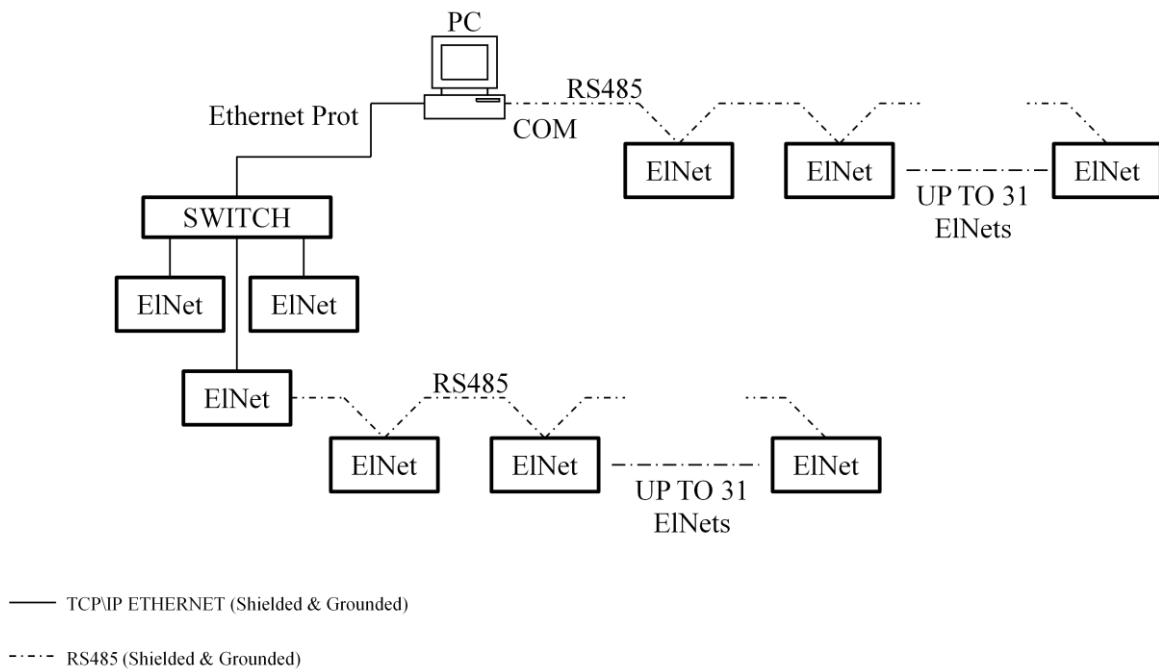 PC
RS485
Ethernet Prot
COM
ElNet
ElNet
ElNet
UP TO 31
ElNets
SWITCH
ElNet
ElNet
ElNet
RS485
ElNet
ElNet
ElNet
UP TO 31
ElNets
TCP\IP ETHERNET (Shielded & Grounded)
RS485 (Shielded & Grounded)